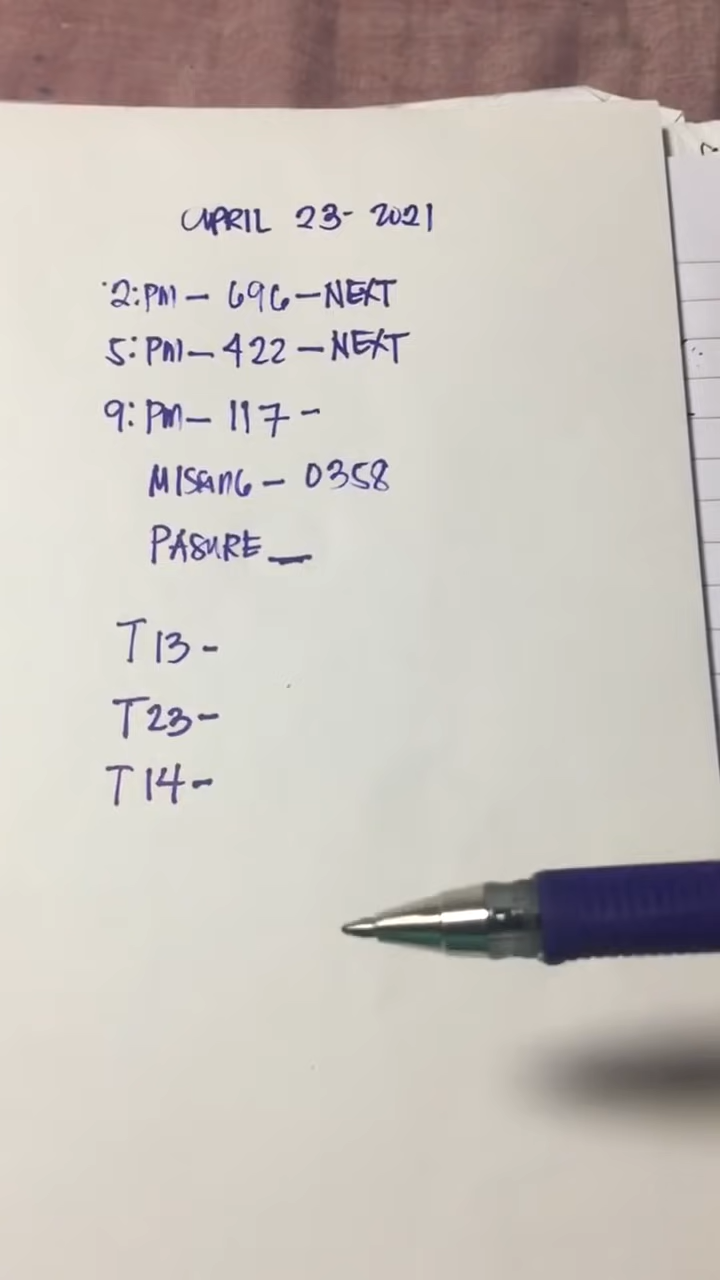 APRIL 23-2021
2:PM-696-NEXT
5:PM-422-NEXT
9:PM-117-
MISANG-0358
PASURE_
T13-
T23-
T14-